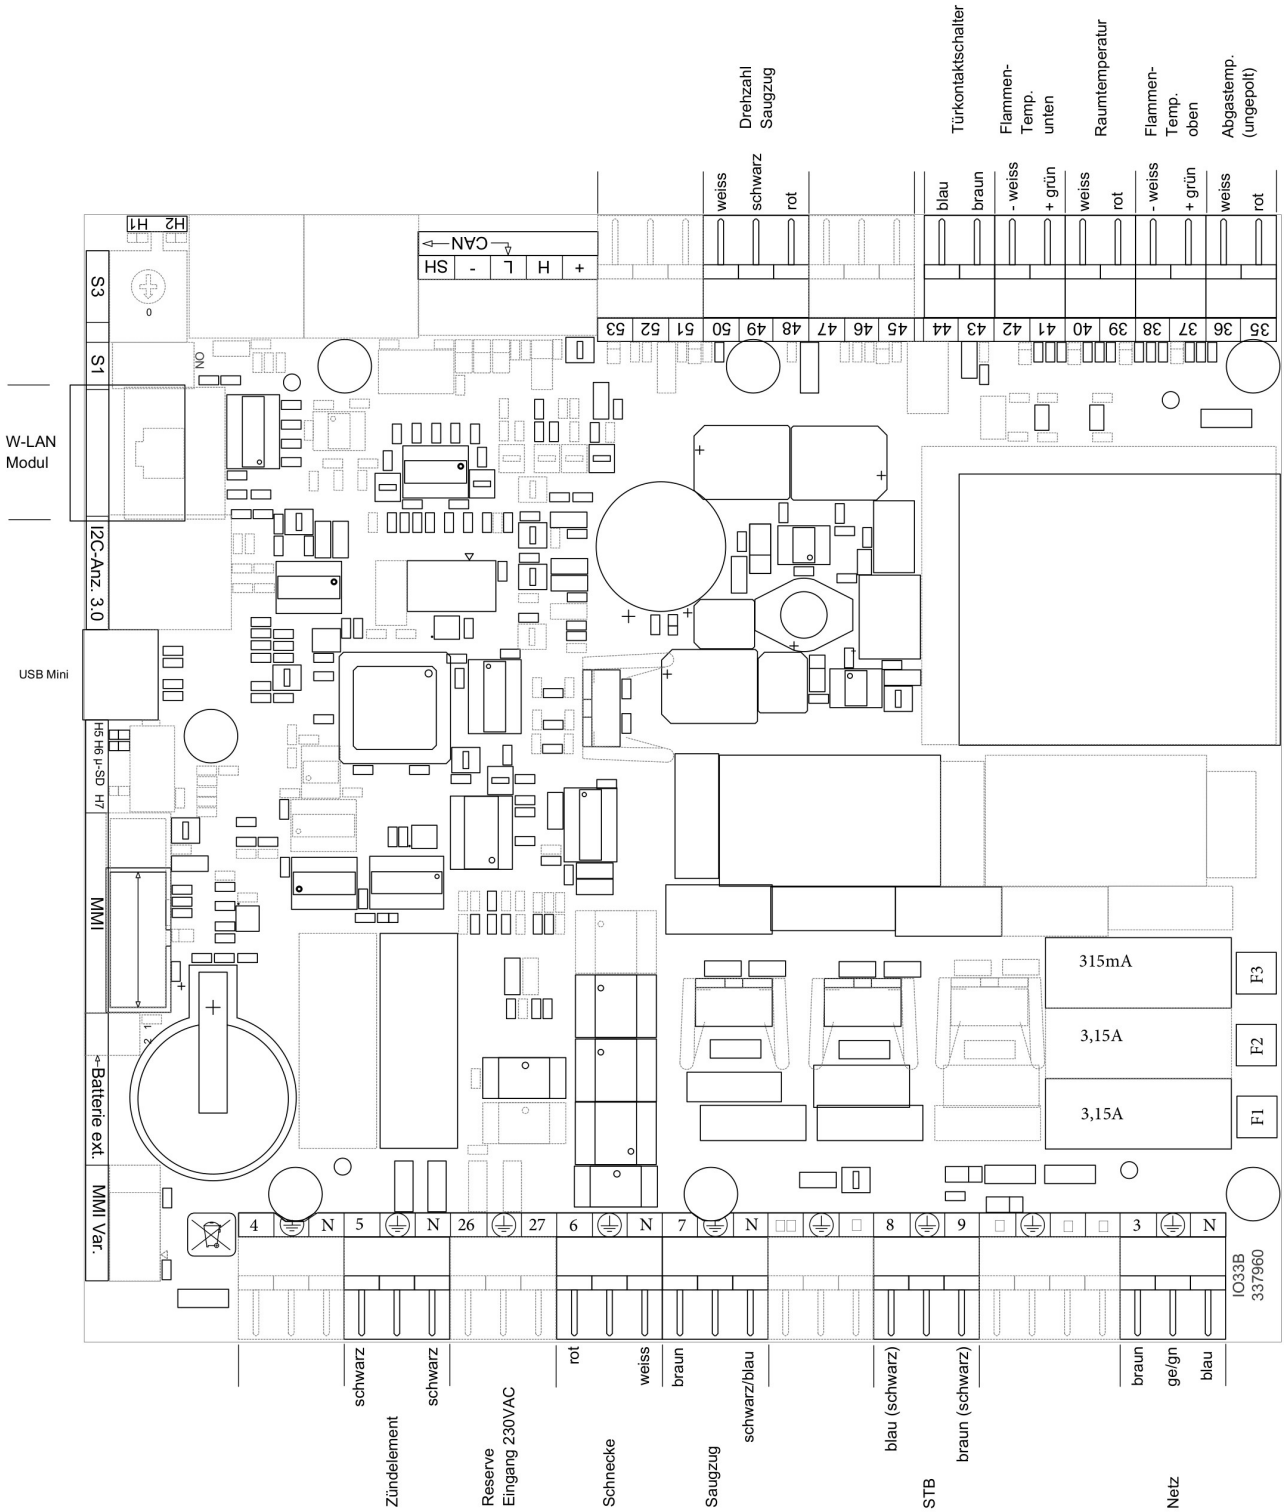 Drehzahl
Saugzug
Türkontaktschalter
Flammen-
Temp.
unten
Raumtemperatur
Flammen-
Temp.
oben
Abgastemp.
(ungepolt)
weiss
schwarz
rot
blau
braun
- weiss
+ grün
weiss
rot
- weiss
+ grün
weiss
rot
H1
H2
CAN
SH
-
L
H
+
53
52
51
50
49
48
47
46
45
44
43
42
41
40
39
38
37
36
35
S3
0
S1
ON
W-LAN
Modul
I2C-Anz. 3.0
USB Mini
H5 H6 µ-SD H7
MMI
2 1
Batterie ext.
MMI Var.
315mA
F3
3,15A
F2
3,15A
F1
4
N
5
N
26
27
6
N
7
N
8
9
3
N
IO33B
337960
schwarz
schwarz
rot
weiss
braun
schwarz/blau
blau (schwarz)
braun (schwarz)
braun
ge/gn
blau
Zündelement
Reserve
Eingang 230VAC
Schnecke
Saugzug
STB
Netz